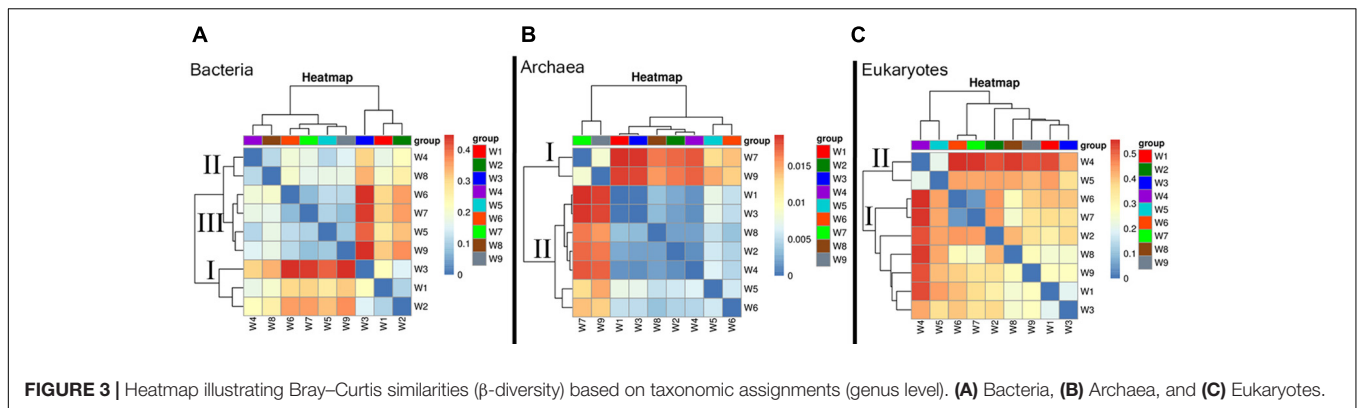 A
Bacteria
Heatmap
II
III
I
W4
W8
W6
W7
W5
W9
W3
W1
W2
W4 W8 W6 W7 W5 W9 W3 W1 W2
0.4
0.3
0.2
0.1
0
group
group
W1
W2
W3
W4
W5
W6
W7
W8
W9
B
Archaea
Heatmap
I
II
W7
W9
W1
W3
W8
W2
W4
W5
W6
W7 W9 W1 W3 W8 W2 W4 W5 W6
0.015
0.01
0.005
0
group
group
W1
W2
W3
W4
W5
W6
W7
W8
W9
C
Eukaryotes
Heatmap
II
I
W4
W5
W6
W7
W2
W8
W9
W1
W3
W4 W5 W6 W7 W2 W8 W9 W1 W3
0.5
0.4
0.3
0.2
0.1
0
group
group
W1
W2
W3
W4
W5
W6
W7
W8
W9
FIGURE 3 | Heatmap illustrating Bray–Curtis similarities (β-diversity) based on taxonomic assignments (genus level). (A) Bacteria, (B) Archaea, and (C) Eukaryotes.